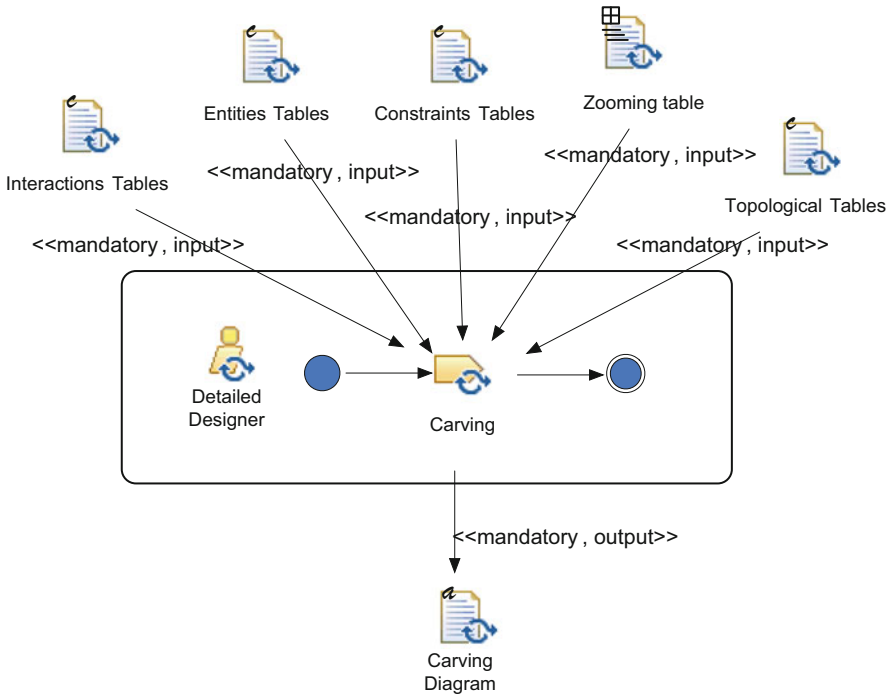 Entities Tables
Constraints Tables
Zooming table
Interactions Tables
Topological Tables
<<mandatory , input>>
<<mandatory , input>>
<<mandatory , input>>
<<mandatory , input>>
<<mandatory , input>>
Detailed
Designer
Carving
<<mandatory , output>>
Carving
Diagram